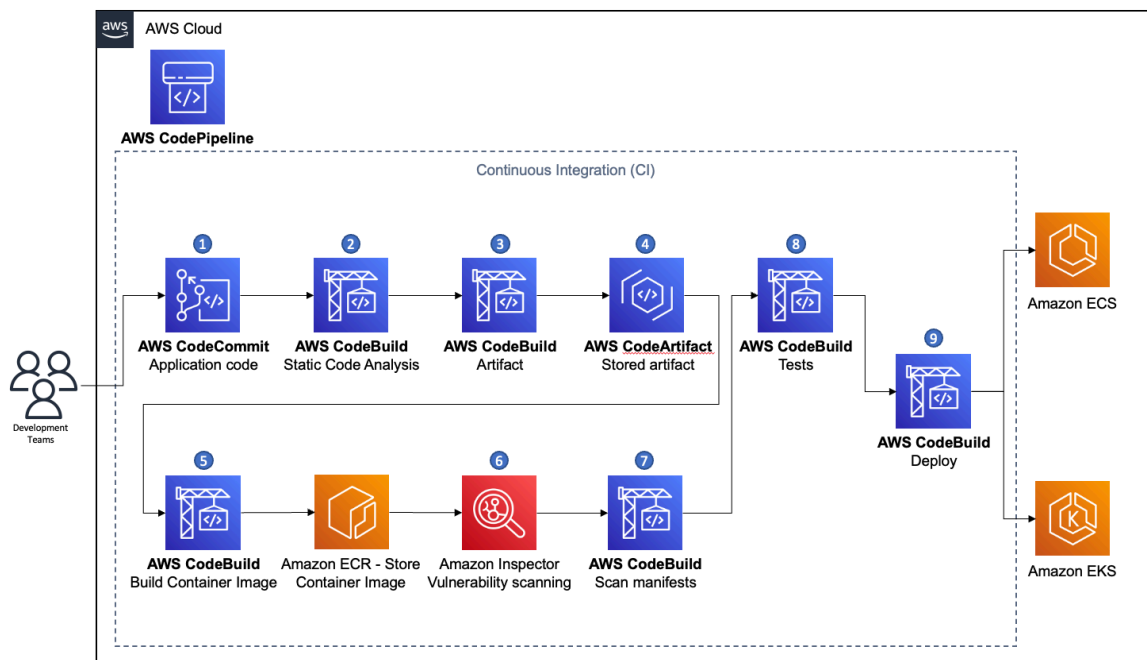 aws
AWS Cloud
AWS CodePipeline
Continuous Integration (CI)
1
AWS CodeCommit
Application code
2
AWS CodeBuild
Static Code Analysis
3
AWS CodeBuild
Artifact
4
AWS CodeArtifact
Stored artifact
8
AWS CodeBuild
Tests
Amazon ECS
Development
Teams
9
AWS CodeBuild
Deploy
5
AWS CodeBuild
Build Container Image
Amazon ECR - Store
Container Image
6
Amazon Inspector
Vulnerability scanning
7
AWS CodeBuild
Scan manifests
K
Amazon EKS